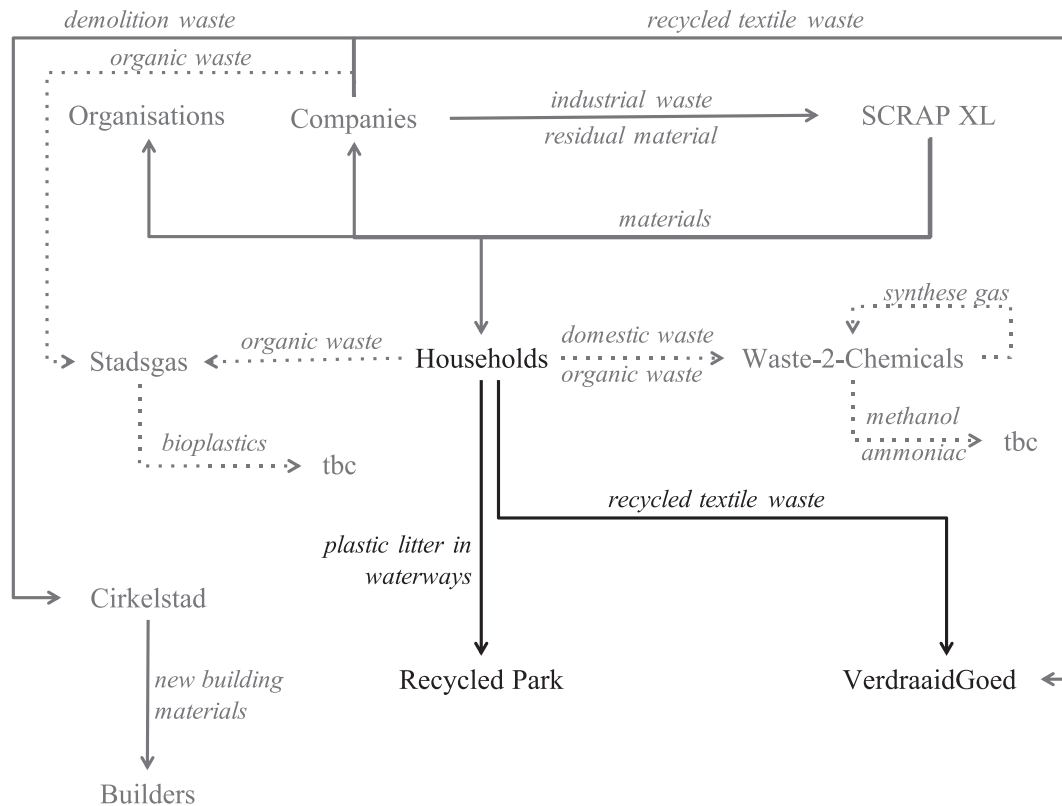 demolition waste
recycled textile waste
organic waste
Organisations
Companies
industrial waste
residual material
SCRAP XL
materials
synthese gas
Stadsgas
organic waste
Households
domestic waste
organic waste
Waste-2-Chemicals
bioplastics
tbc
methanol
ammoniac
tbc
recycled textile waste
plastic litter in
waterways
Cirkelstad
Recycled Park
VerdraaidGoed
new building
materials
Builders